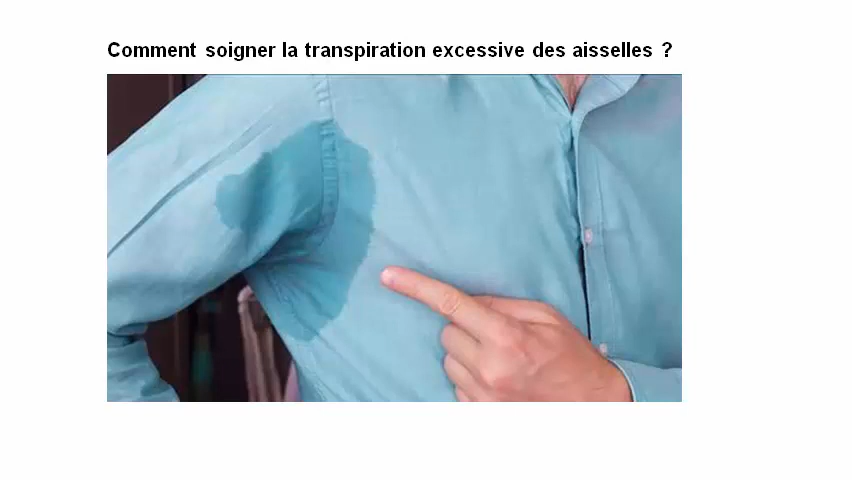 Comment soigner la transpiration excessive des aisselles ?